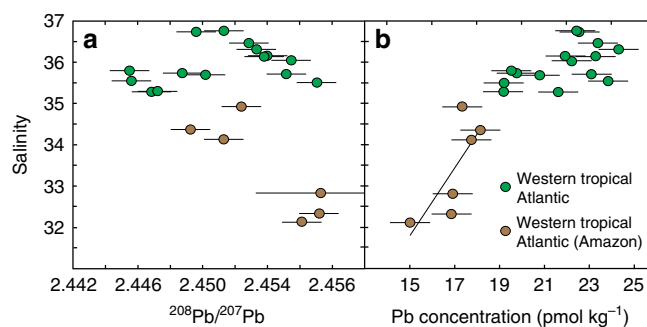 a
b
Salinity
37
36
35
34
33
32
2.442 2.446 2.450 2.454 2.456
15 17 19 21 23 25
²⁰⁸Pb/²⁰⁷Pb
Pb concentration (pmol kg⁻¹)
Western tropical
Atlantic
Western tropical
Atlantic (Amazon)